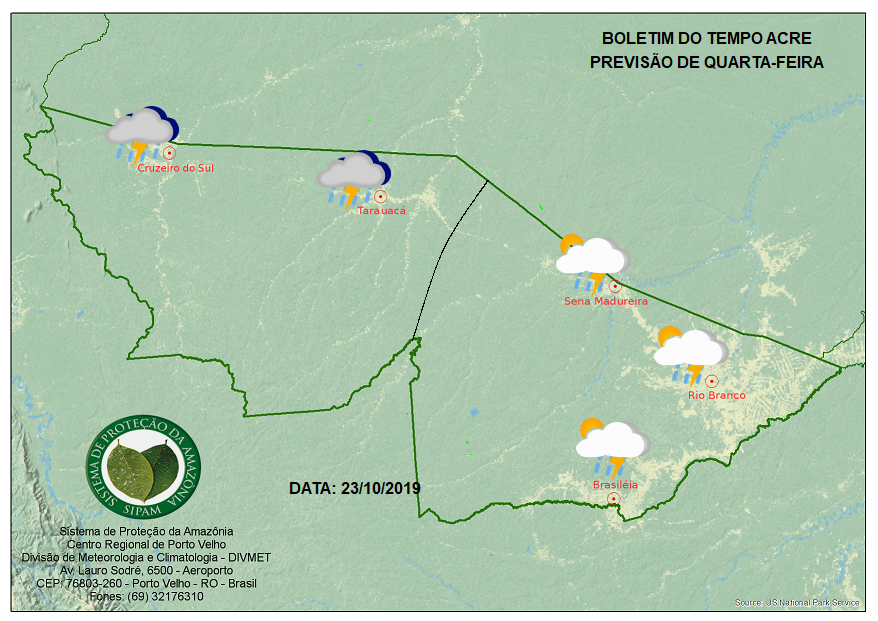 BOLETIM DO TEMPO ACRE
PREVISÃO DE QUARTA-FEIRA
Cruzeiro do Sul
Tarauacá
Sena Madureira
Rio Branco
Brasiléia
DATA: 23/10/2019
SISTEMA DE PROTEÇÃO DA AMAZÔNIA
SIPAM
Sistema de Proteção da Amazônia
Centro Regional de Porto Velho
Divisão de Meteorologia e Climatologia - DIVMET
Av. Lauro Sodré, 6500 - Aeroporto
CEP: 76803-260 - Porto Velho - RO - Brasil
Fones: (69) 32176310
Source: US National Park Service